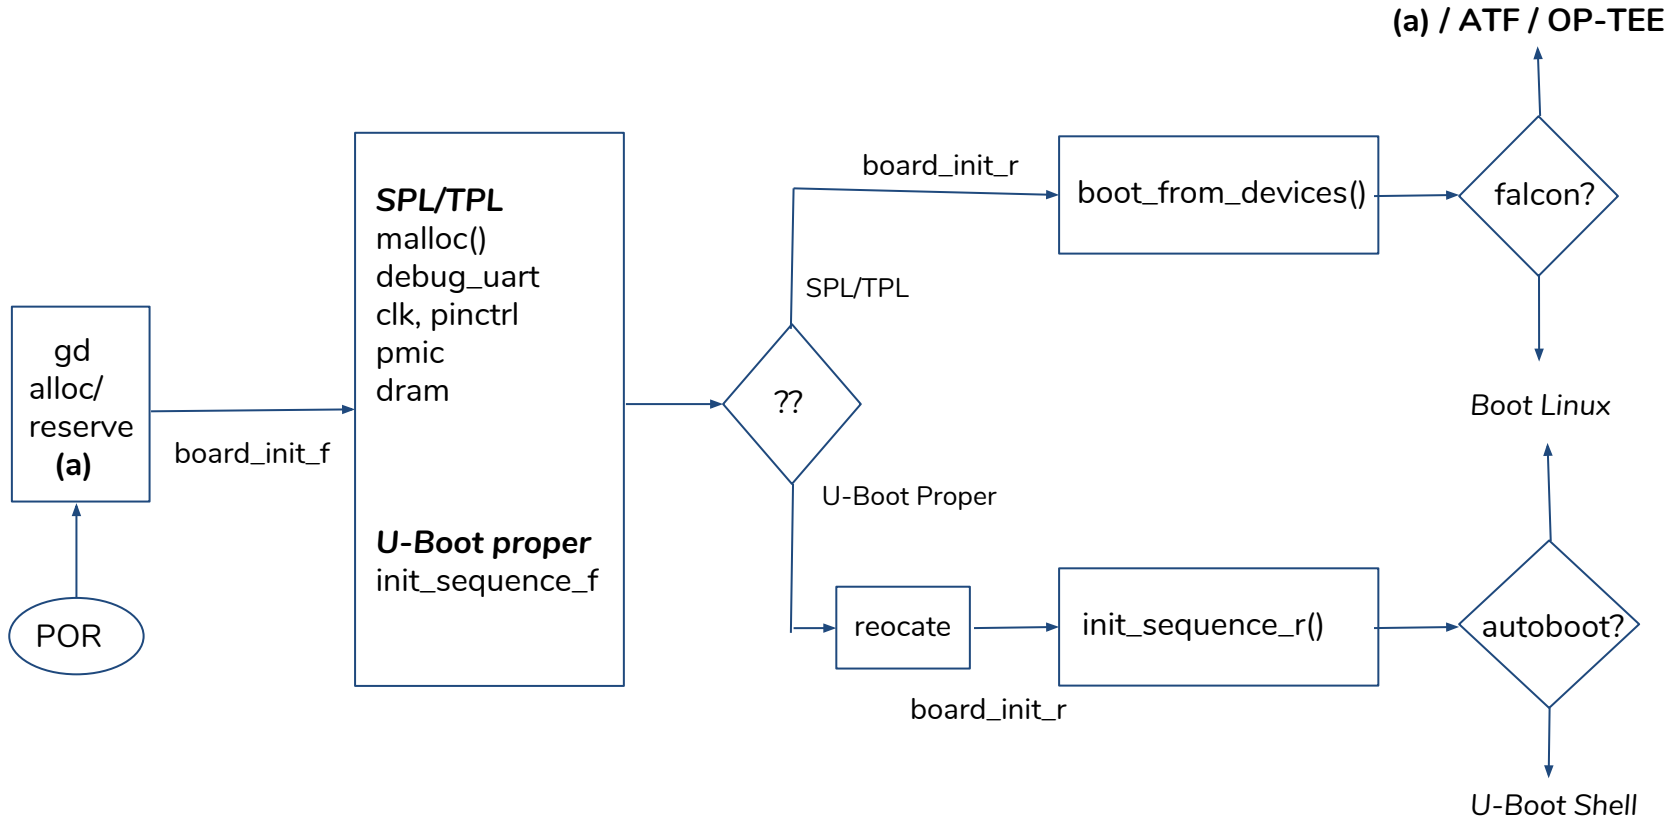 (a) / ATF / OP-TEE
board_init_r
boot_from_devices()
falcon?
SPL/TPL
malloc()
debug_uart
clk, pinctrl
pmic
dram
SPL/TPL
gd
alloc/
reserve
(a)
board_init_f
??
Boot Linux
U-Boot Proper
U-Boot proper
init_sequence_f
POR
reocate
init_sequence_r()
autoboot?
board_init_r
U-Boot Shell